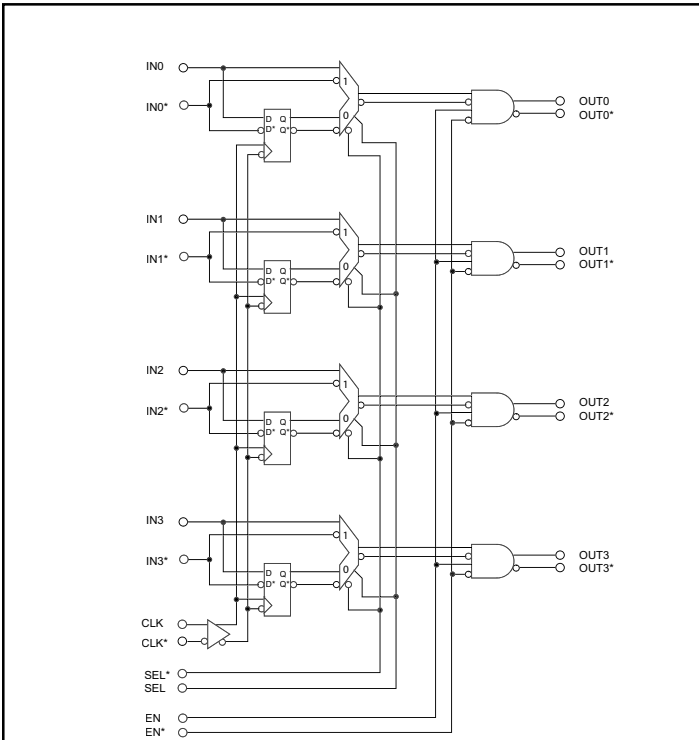 IN0
IN0*
1
0
D Q
D* Q*
OUT0
OUT0*
IN1
IN1*
1
0
D Q
D* Q*
OUT1
OUT1*
IN2
IN2*
1
0
D Q
D* Q*
OUT2
OUT2*
IN3
IN3*
1
0
D Q
D* Q*
OUT3
OUT3*
CLK
CLK*
SEL*
SEL
EN
EN*